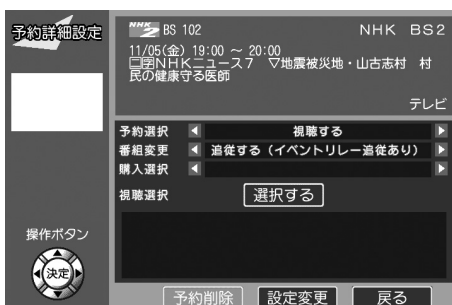 予約詳細設定
NHK 2 BS 102 NHK BS2
11/05(金) 19:00 ~ 20:00
二字NHKニュース7 ▽地震被災地・山古志村 村
民の健康守る医師
テレビ
予約選択 ◀ 視聴する ▶
番組変更 ◀ 追従する(イベントリレー追従あり) ▶
購入選択 ◀ ▶
視聴選択 選択する
操作ボタン
決定
予約削除 設定変更 戻る